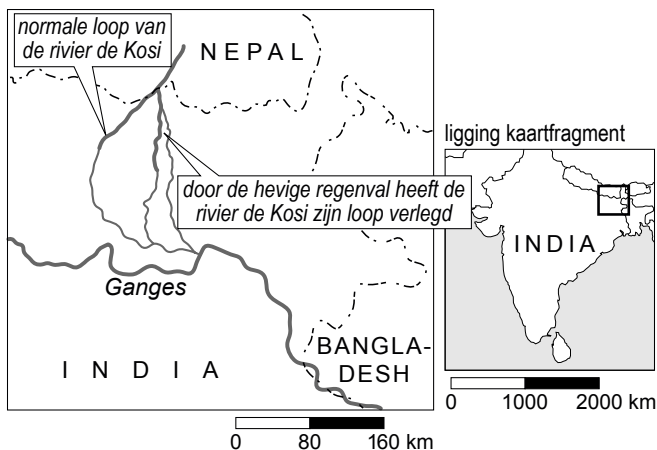 normale loop van
de rivier de Kosi
NEPAL
door de hevige regenval heeft de
rivier de Kosi zijn loop verlegd
Ganges
INDIA
BANGLA-
DESH
0 80 160 km
ligging kaartfragment
INDIA
0 1000 2000 km